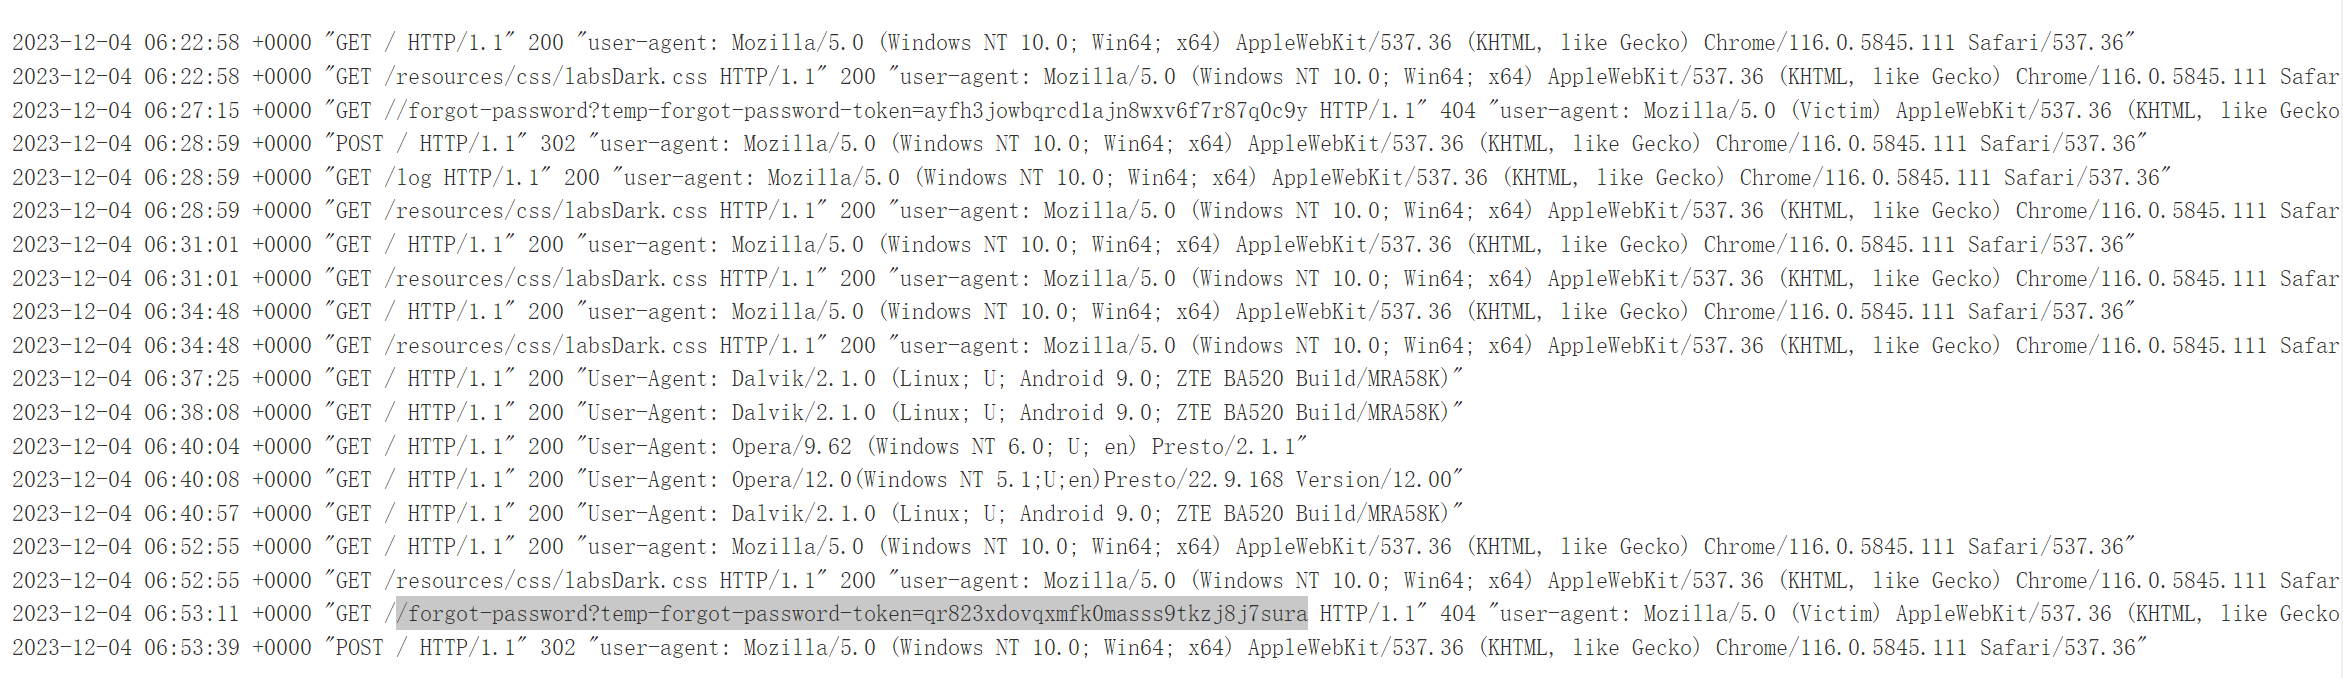 2023-12-04 06:22:58 +0000 "GET / HTTP/1.1" 200 "user-agent: Mozilla/5.0 (Windows NT 10.0; Win64; x64) AppleWebKit/537.36 (KHTML, like Gecko) Chrome/116.0.5845.111 Safari/537.36"
2023-12-04 06:22:58 +0000 "GET /resources/css/labsDark.css HTTP/1.1" 200 "user-agent: Mozilla/5.0 (Windows NT 10.0; Win64; x64) AppleWebKit/537.36 (KHTML, like Gecko) Chrome/116.0.5845.111 Safar
2023-12-04 06:27:15 +0000 "GET //forgot-password?temp-forgot-password-token=ayfh3jowbqrcd1ajn8wxv6f7r87q0c9y HTTP/1.1" 404 "user-agent: Mozilla/5.0 (Victim) AppleWebKit/537.36 (KHTML, like Gecko
2023-12-04 06:28:59 +0000 "POST / HTTP/1.1" 302 "user-agent: Mozilla/5.0 (Windows NT 10.0; Win64; x64) AppleWebKit/537.36 (KHTML, like Gecko) Chrome/116.0.5845.111 Safari/537.36"
2023-12-04 06:28:59 +0000 "GET /log HTTP/1.1" 200 "user-agent: Mozilla/5.0 (Windows NT 10.0; Win64; x64) AppleWebKit/537.36 (KHTML, like Gecko) Chrome/116.0.5845.111 Safari/537.36"
2023-12-04 06:28:59 +0000 "GET /resources/css/labsDark.css HTTP/1.1" 200 "user-agent: Mozilla/5.0 (Windows NT 10.0; Win64; x64) AppleWebKit/537.36 (KHTML, like Gecko) Chrome/116.0.5845.111 Safar
2023-12-04 06:31:01 +0000 "GET / HTTP/1.1" 200 "user-agent: Mozilla/5.0 (Windows NT 10.0; Win64; x64) AppleWebKit/537.36 (KHTML, like Gecko) Chrome/116.0.5845.111 Safari/537.36"
2023-12-04 06:31:01 +0000 "GET /resources/css/labsDark.css HTTP/1.1" 200 "user-agent: Mozilla/5.0 (Windows NT 10.0; Win64; x64) AppleWebKit/537.36 (KHTML, like Gecko) Chrome/116.0.5845.111 Safar
2023-12-04 06:34:48 +0000 "GET / HTTP/1.1" 200 "user-agent: Mozilla/5.0 (Windows NT 10.0; Win64; x64) AppleWebKit/537.36 (KHTML, like Gecko) Chrome/116.0.5845.111 Safari/537.36"
2023-12-04 06:34:48 +0000 "GET /resources/css/labsDark.css HTTP/1.1" 200 "user-agent: Mozilla/5.0 (Windows NT 10.0; Win64; x64) AppleWebKit/537.36 (KHTML, like Gecko) Chrome/116.0.5845.111 Safar
2023-12-04 06:37:25 +0000 "GET / HTTP/1.1" 200 "User-Agent: Dalvik/2.1.0 (Linux; U; Android 9.0; ZTE BA520 Build/MRA58K)"
2023-12-04 06:38:08 +0000 "GET / HTTP/1.1" 200 "User-Agent: Dalvik/2.1.0 (Linux; U; Android 9.0; ZTE BA520 Build/MRA58K)"
2023-12-04 06:40:04 +0000 "GET / HTTP/1.1" 200 "User-Agent: Opera/9.62 (Windows NT 6.0; U; en) Presto/2.1.1"
2023-12-04 06:40:08 +0000 "GET / HTTP/1.1" 200 "User-Agent: Opera/12.0(Windows NT 5.1;U;en)Presto/22.9.168 Version/12.00"
2023-12-04 06:40:57 +0000 "GET / HTTP/1.1" 200 "User-Agent: Dalvik/2.1.0 (Linux; U; Android 9.0; ZTE BA520 Build/MRA58K)"
2023-12-04 06:52:55 +0000 "GET / HTTP/1.1" 200 "user-agent: Mozilla/5.0 (Windows NT 10.0; Win64; x64) AppleWebKit/537.36 (KHTML, like Gecko) Chrome/116.0.5845.111 Safari/537.36"
2023-12-04 06:52:55 +0000 "GET /resources/css/labsDark.css HTTP/1.1" 200 "user-agent: Mozilla/5.0 (Windows NT 10.0; Win64; x64) AppleWebKit/537.36 (KHTML, like Gecko) Chrome/116.0.5845.111 Safar
2023-12-04 06:53:11 +0000 "GET //forgot-password?temp-forgot-password-token=qr823xdovqxmfk0masss9tkzj8j7sura HTTP/1.1" 404 "user-agent: Mozilla/5.0 (Victim) AppleWebKit/537.36 (KHTML, like Gecko
2023-12-04 06:53:39 +0000 "POST / HTTP/1.1" 302 "user-agent: Mozilla/5.0 (Windows NT 10.0; Win64; x64) AppleWebKit/537.36 (KHTML, like Gecko) Chrome/116.0.5845.111 Safari/537.36"